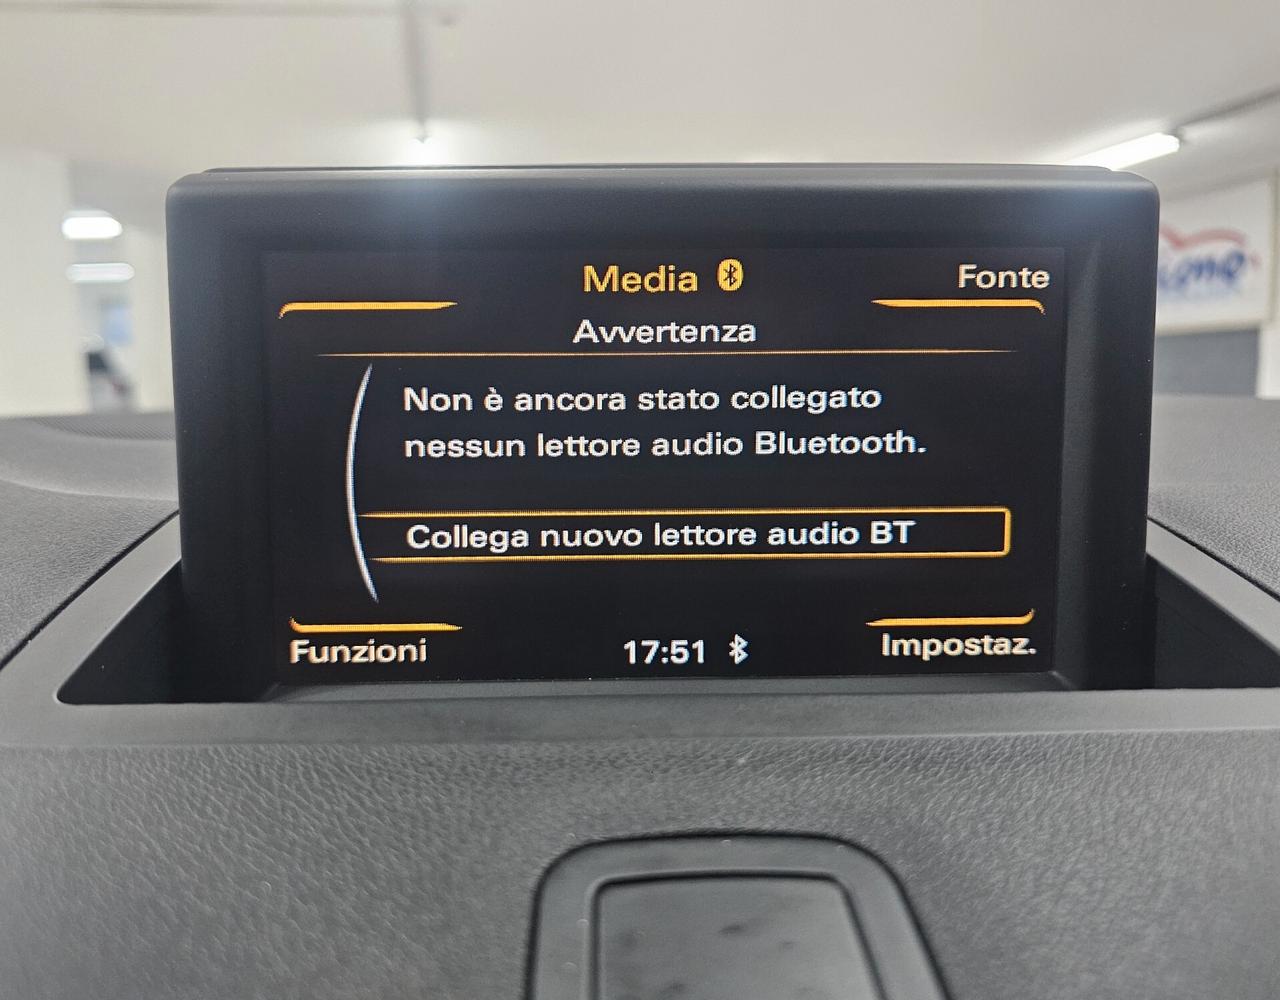 Media
Fonte
Avvertenza
Non è ancora stato collegato
nessun lettore audio Bluetooth.
Collega nuovo lettore audio BT
Funzioni
17:51
Impostaz.